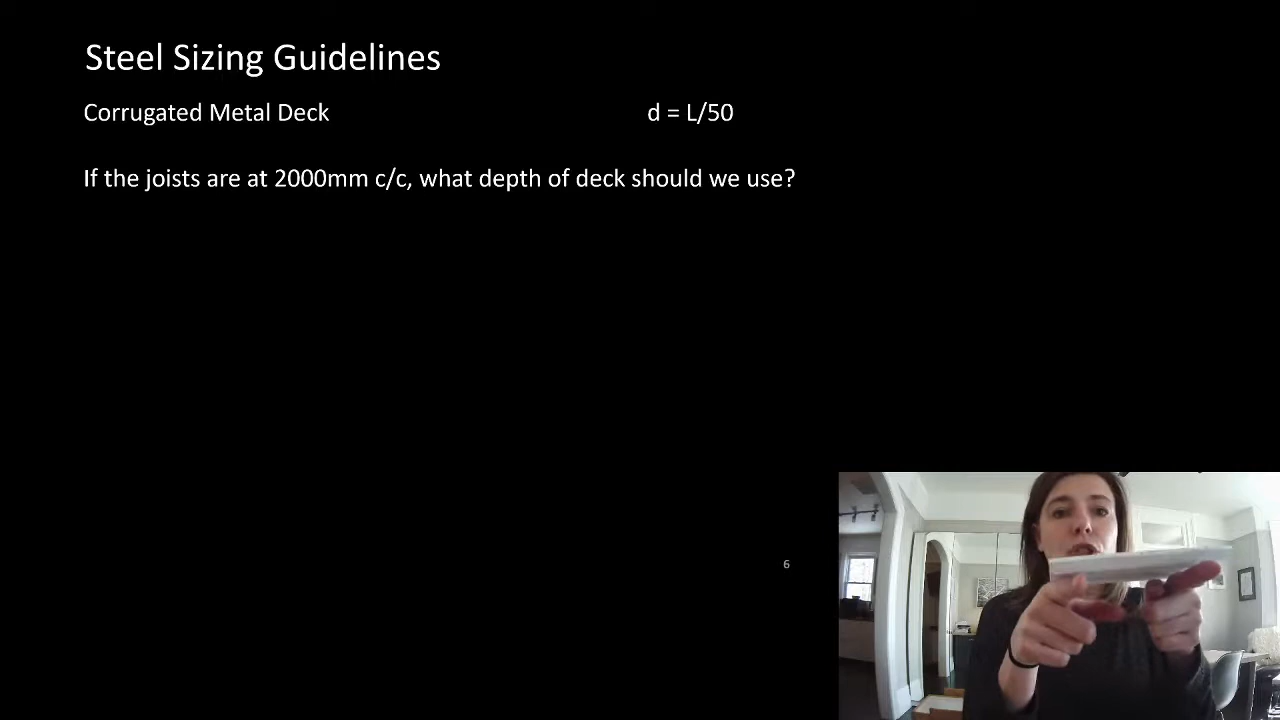 Steel Sizing Guidelines
Corrugated Metal Deck d = L/50
If the joists are at 2000mm c/c, what depth of deck should we use?
6